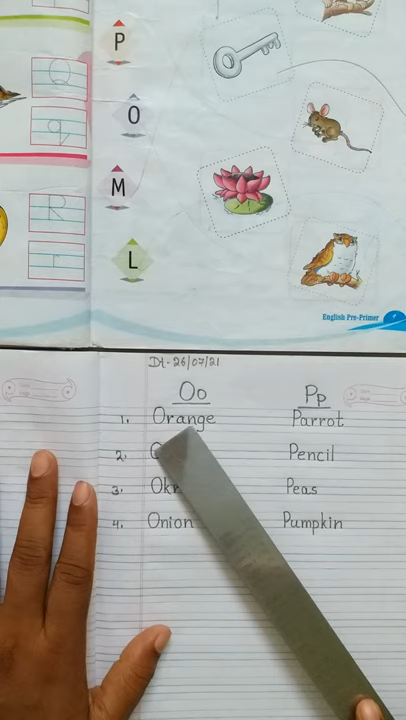 P
O
M
L
Q
q
R
r
English Pre-Primer
Dt-26/07/21
Oo Pp
1. Orange Parrot
2. Pencil
3. Peas
4. Onion Pumpkin